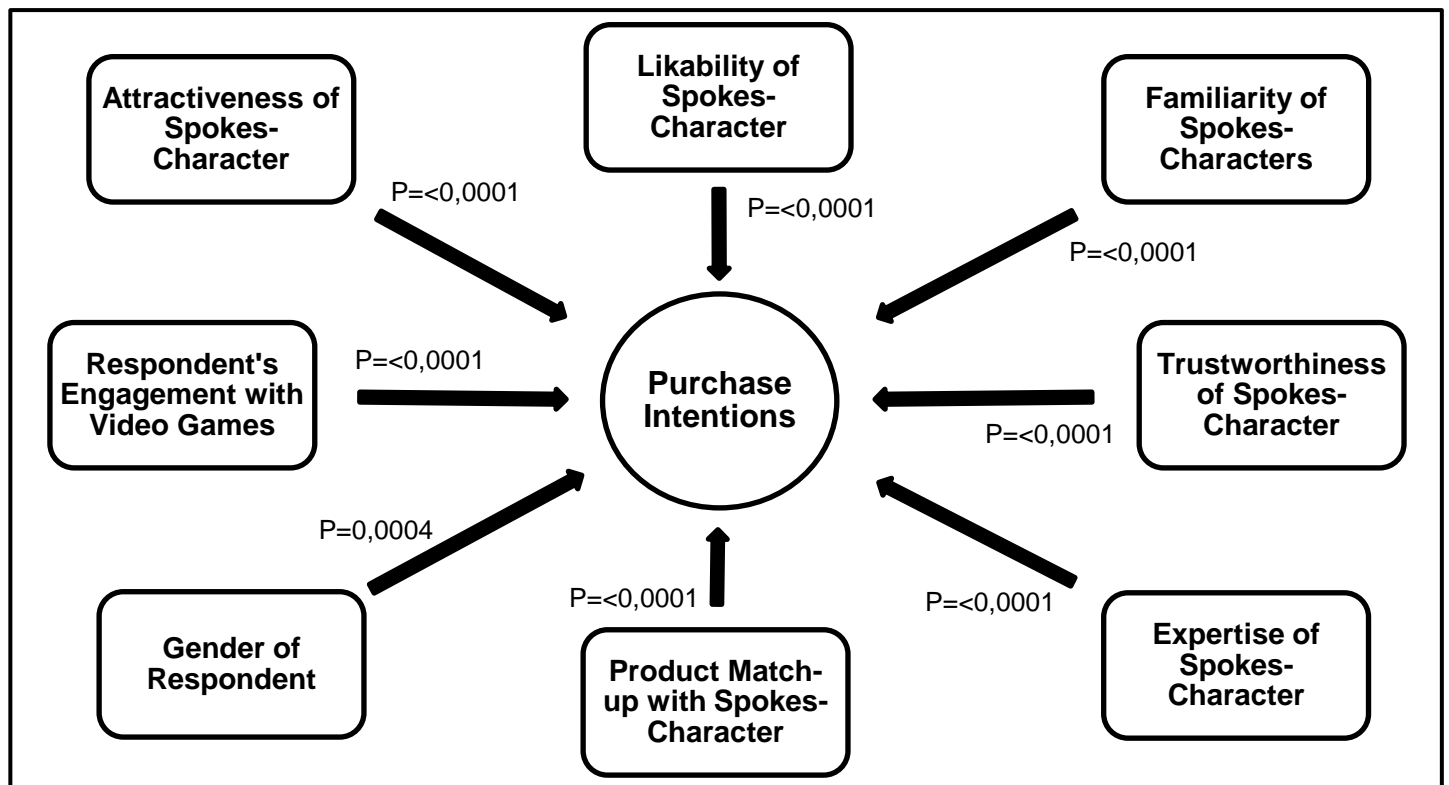 Attractiveness of
Spokes-
Character
Likability of
Spokes-
Character
Familiarity of
Spokes-
Characters
P=<0,0001
P=<0,0001
P=<0,0001
Respondent's
Engagement with
Video Games
P=<0,0001
Purchase
Intentions
Trustworthiness
of Spokes-
Character
P=<0,0001
P=0,0004
Gender of
Respondent
P=<0,0001
Product Match-
up with Spokes-
Character
P=<0,0001
Expertise of
Spokes-
Character